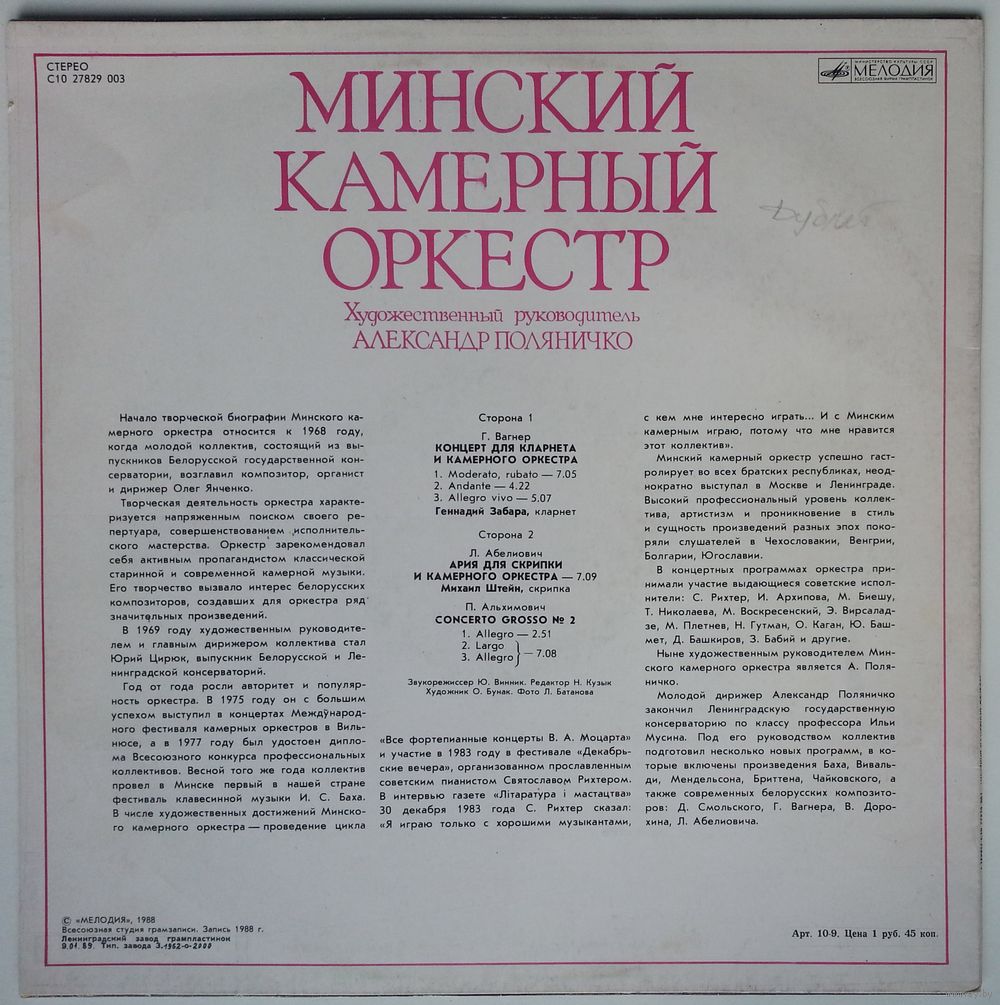 СТЕРЕО
С10 27829 003
МИНИСТЕРСТВО КУЛЬТУРЫ СССР
МЕЛОДИЯ
ВСЕСОЮЗНАЯ ФИРМА ГРАМПЛАСТИНОК
МИНСКИЙ
КАМЕРНЫЙ
ОРКЕСТР
Дублет
Художественный руководитель
АЛЕКСАНДР ПОЛЯНИЧКО
Начало творческой биографии Минского ка-
мерного оркестра относится к 1968 году,
когда молодой коллектив, состоящий из вы-
пускников Белорусской государственной кон-
серватории, возглавил композитор, органист
и дирижер Олег Янченко.
Творческая деятельность оркестра характе-
ризуется напряженным поиском своего ре-
пертуара, совершенствованием исполнитель-
ского мастерства. Оркестр зарекомендовал
себя активным пропагандистом классической
старинной и современной камерной музыки.
Его творчество вызвало интерес белорусских
композиторов, создавших для оркестра ряд
значительных произведений.
В 1969 году художественным руководите-
лем и главным дирижером коллектива стал
Юрий Цирюк, выпускник Белорусской и Ле-
нинградской консерваторий.
Год от года росли авторитет и популяр-
ность оркестра. В 1975 году он с большим
успехом выступил в концертах Международ-
ного фестиваля камерных оркестров в Виль-
нюсе, а в 1977 году был удостоен дипло-
ма Всесоюзного конкурса профессиональных
коллективов. Весной того же года коллектив
провел в Минске первый в нашей стране
фестиваль клавесинной музыки И. С. Баха.
В числе художественных достижений Минско-
го камерного оркестра — проведение цикла
Сторона 1
Г. Вагнер
КОНЦЕРТ ДЛЯ КЛАРНЕТА
И КАМЕРНОГО ОРКЕСТРА
1. Moderato, rubato — 7.05
2. Andante — 4.22
3. Allegro vivo — 5.07
Геннадий Забара, кларнет
Сторона 2
Л. Абелиович
АРИЯ ДЛЯ СКРИПКИ
И КАМЕРНОГО ОРКЕСТРА — 7.09
Михаил Штейн, скрипка
П. Альхимович
CONCERTO GROSSO № 2
1. Allegro — 2.51
2. Largo
3. Allegro } — 7.08
Звукорежиссер Ю. Винник. Редактор Н. Кузык
Художник О. Бунак. Фото Л. Батанова
«Все фортепианные концерты В. А. Моцарта»
и участие в 1983 году в фестивале «Декабрь-
ские вечера», организованном прославленным
советским пианистом Святославом Рихтером.
В интервью газете «Лiтаратура i мастацтва»
30 декабря 1983 года С. Рихтер сказал:
«Я играю только с хорошими музыкантами,
с кем мне интересно играть... И с Минским
камерным играю, потому что мне нравится
этот коллектив».
Минский камерный оркестр успешно гаст-
ролирует во всех братских республиках, неод-
нократно выступал в Москве и Ленинграде.
Высокий профессиональный уровень коллек-
тива, артистизм и проникновение в стиль
и сущность произведений разных эпох поко-
ряли слушателей в Чехословакии, Венгрии,
Болгарии, Югославии.
В концертных программах оркестра при-
нимали участие выдающиеся советские испол-
нители: С. Рихтер, И. Архипова, М. Биешу,
Т. Николаева, М. Воскресенский, Э. Вирсалад-
зе, М. Плетнев, Н. Гутман, О. Каган, Ю. Баш-
мет, Д. Башкиров, З. Бабий и другие.
Ныне художественным руководителем Мин-
ского камерного оркестра является А. Поля-
ничко.
Молодой дирижер Александр Поляничко
закончил Ленинградскую государственную
консерваторию по классу профессора Ильи
Мусина. Под его руководством коллектив
подготовил несколько новых программ, в ко-
торые включены произведения Баха, Виваль-
ди, Мендельсона, Бриттена, Чайковского, а
также современных белорусских композито-
ров: Д. Смольского, Г. Вагнера, В. Доро-
хина, Л. Абелиовича.
© «МЕЛОДИЯ», 1988
Всесоюзная студия грамзаписи. Запись 1988 г.
Ленинградский завод грампластинок
9.01.89. Тип. завода З.1962-0-2000
Арт. 10-9. Цена 1 руб. 45 коп.